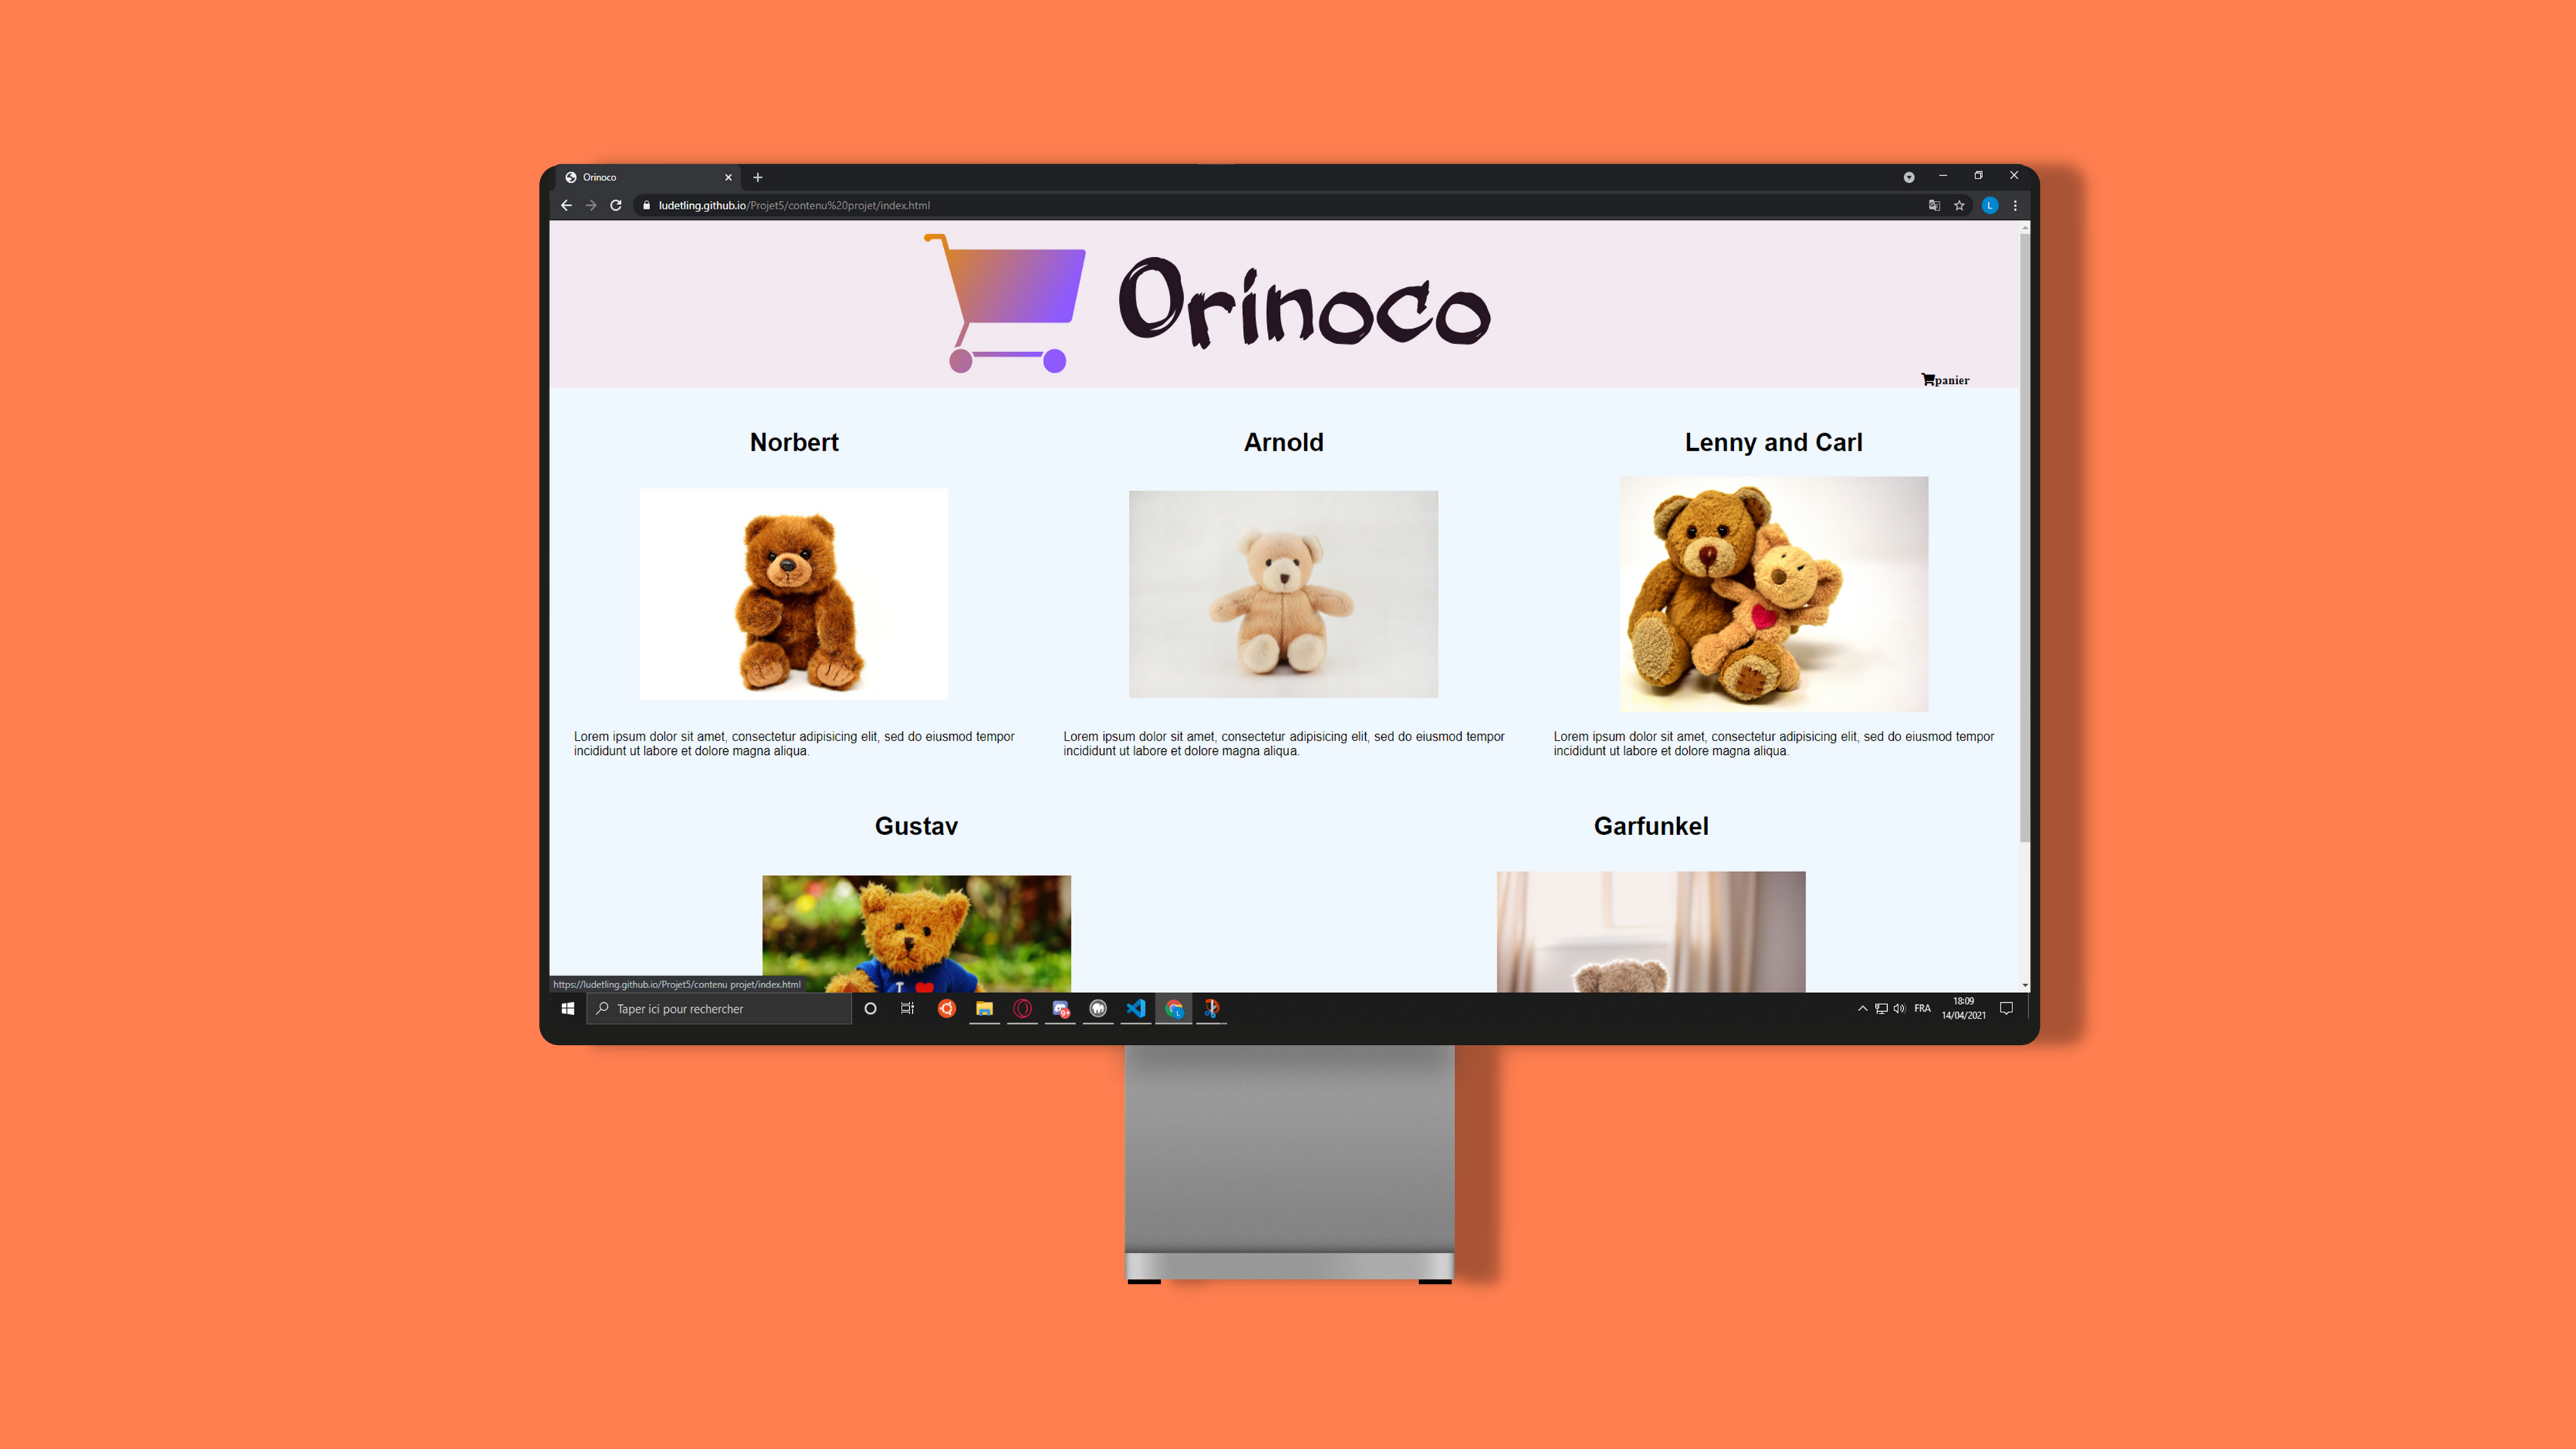 Orinoco
ludetling.github.io/Projet5/contenu%20projet/index.html
L
Orinoco
panier
Norbert
Arnold
Lenny and Carl
Lorem ipsum dolor sit amet, consectetur adipisicing elit, sed do eiusmod tempor
incididunt ut labore et dolore magna aliqua.
Lorem ipsum dolor sit amet, consectetur adipisicing elit, sed do eiusmod tempor
incididunt ut labore et dolore magna aliqua.
Lorem ipsum dolor sit amet, consectetur adipisicing elit, sed do eiusmod tempor
incididunt ut labore et dolore magna aliqua.
Gustav
Garfunkel
I
https://ludetling.github.io/Projet5/contenu projet/index.html
Taper ici pour rechercher
FRA
18:09
14/04/2021